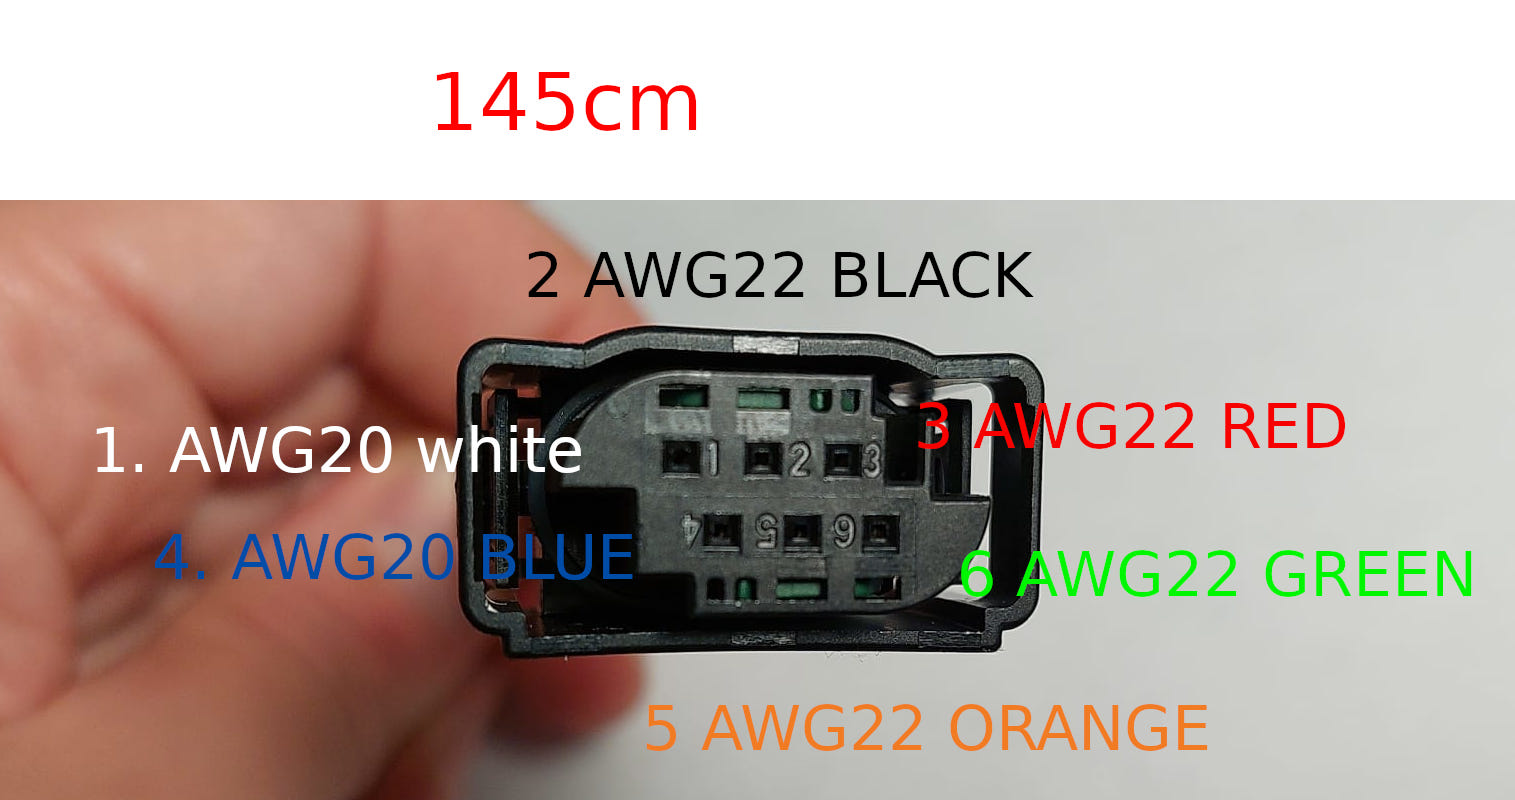 145cm
2 AWG22 BLACK
1. AWG20 white
3 AWG22 RED
1 2 3
4. AWG20 BLUE
4 5 6
6 AWG22 GREEN
5 AWG22 ORANGE